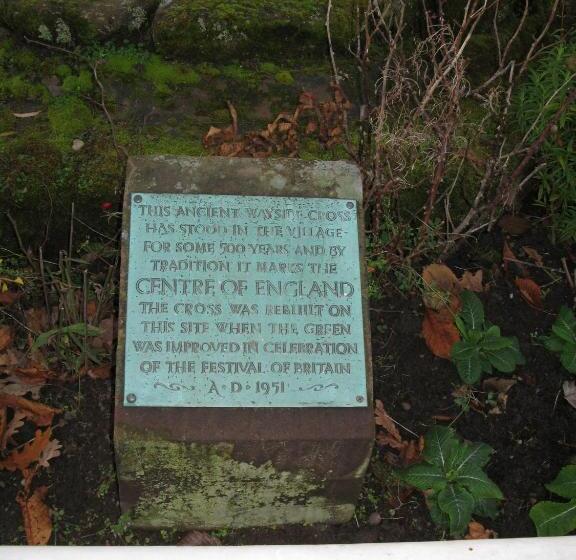 THIS ANCIENT WAYSIDE CROSS
HAS STOOD IN THE VILLAGE
FOR SOME 500 YEARS AND BY
TRADITION IT MARKS THE
CENTRE OF ENGLAND
THE CROSS WAS REBUILT ON
THIS SITE WHEN THE GREEN
WAS IMPROVED IN CELEBRATION
OF THE FESTIVAL OF BRITAIN
A·D·1951